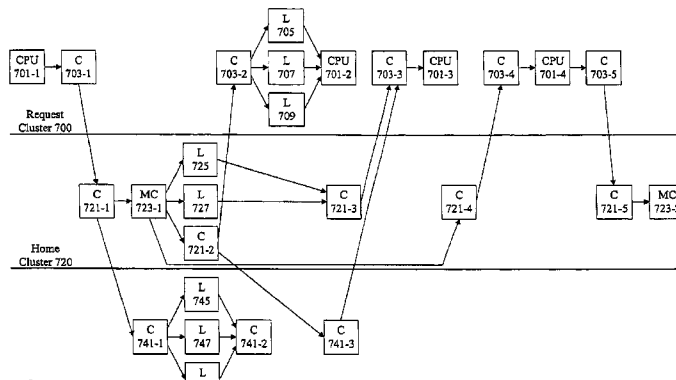 CPU
701-1
C
703-1
C
703-2
L
705
L
707
L
709
CPU
701-2
C
703-3
CPU
701-3
C
703-4
CPU
701-4
C
703-5
Request
Cluster 700
C
721-1
MC
723-1
L
725
L
727
C
721-2
C
721-3
C
721-4
C
721-5
MC
Home
Cluster 720
C
741-1
L
745
L
747
L
C
741-2
C
741-3